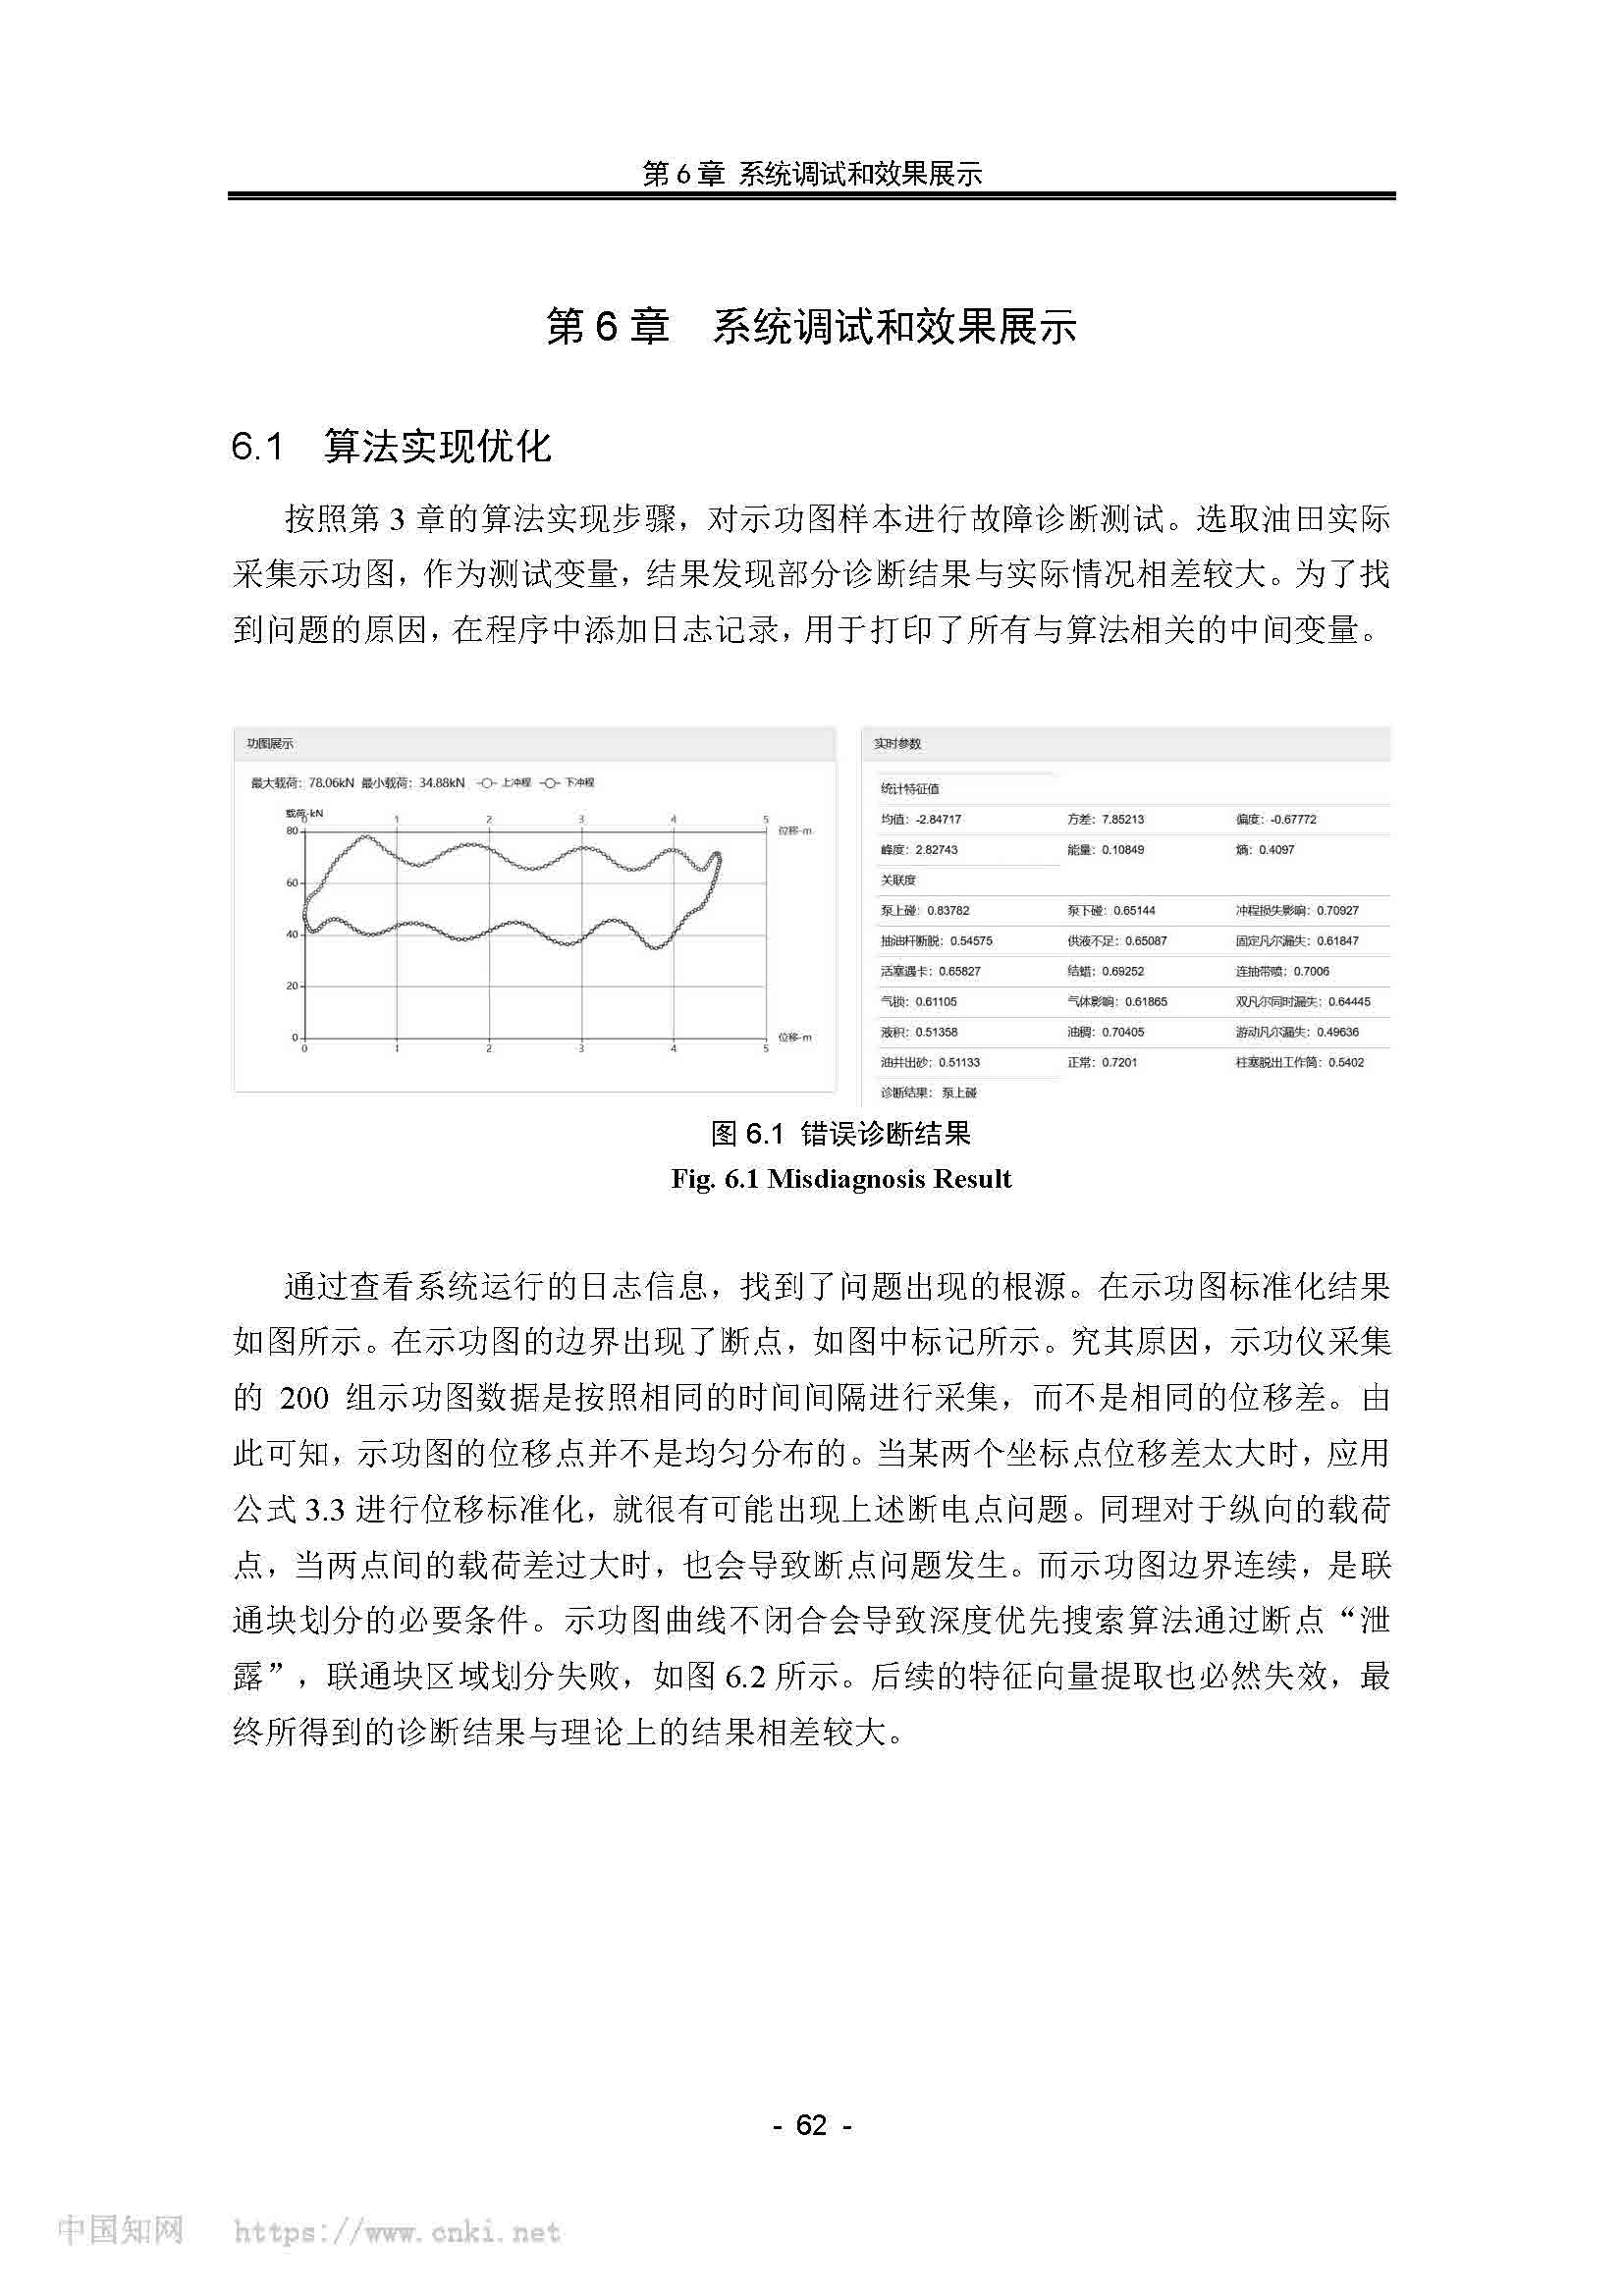 第 6 章 系统调试和效果展示
第 6 章 系统调试和效果展示
6.1 算法实现优化
按照第 3 章的算法实现步骤，对示功图样本进行故障诊断测试。选取油田实际
采集示功图，作为测试变量，结果发现部分诊断结果与实际情况相差较大。为了找
到问题的原因，在程序中添加日志记录，用于打印了所有与算法相关的中间变量。
功图展示
最大载荷：78.06kN 最小载荷：34.88kN 上冲程 下冲程
载荷-kN
0 1 2 3 4 5 位移-m
80
60
40
20
0 位移-m
0 1 2 3 4 5
实时参数
统计特征值
均值：-2.84717 方差：7.85213 偏度：-0.67772
峰度：2.82743 能量：0.10849 熵：0.4097
关联度
泵上碰：0.83782 泵下碰：0.65144 冲程损失影响：0.70927
抽油杆断脱：0.54575 供液不足：0.65087 固定凡尔漏失：0.61847
活塞遇卡：0.65827 结蜡：0.69252 连抽带喷：0.7006
气锁：0.61105 气体影响：0.61865 双凡尔同时漏失：0.64445
液积：0.51358 油稠：0.70405 游动凡尔漏失：0.49636
油井出砂：0.51133 正常：0.7201 柱塞脱出工作筒：0.5402
诊断结果：泵上碰
图 6.1 错误诊断结果
Fig. 6.1 Misdiagnosis Result
通过查看系统运行的日志信息，找到了问题出现的根源。在示功图标准化结果
如图所示。在示功图的边界出现了断点，如图中标记所示。究其原因，示功仪采集
的 200 组示功图数据是按照相同的时间间隔进行采集，而不是相同的位移差。由
此可知，示功图的位移点并不是均匀分布的。当某两个坐标点位移差太大时，应用
公式 3.3 进行位移标准化，就很有可能出现上述断电点问题。同理对于纵向的载荷
点，当两点间的载荷差过大时，也会导致断点问题发生。而示功图边界连续，是联
通块划分的必要条件。示功图曲线不闭合会导致深度优先搜索算法通过断点“泄
露”，联通块区域划分失败，如图 6.2 所示。后续的特征向量提取也必然失效，最
终所得到的诊断结果与理论上的结果相差较大。
- 62 -
中国知网 https://www.cnki.net